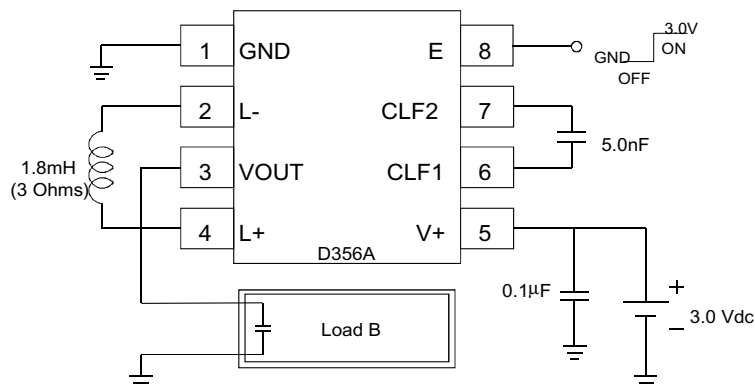 1 GND
2 L-
3 VOUT
4 L+
E 8
CLF2 7
CLF1 6
V+ 5
D356A
1.8mH
(3 Ohms)
3.0V
GND
ON
OFF
5.0nF
0.1µF
+
3.0 Vdc
−
Load B